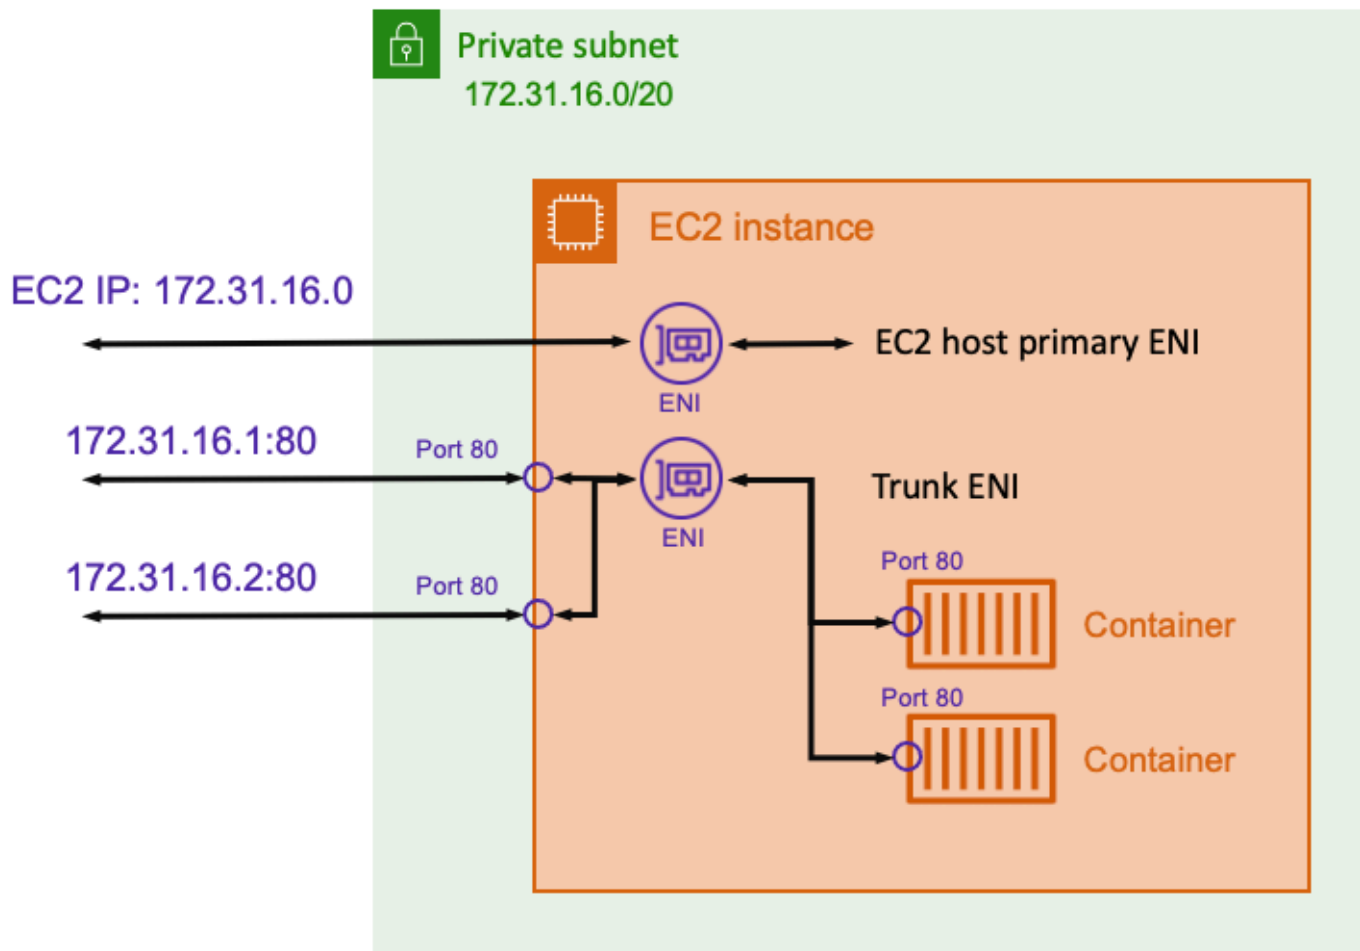 Private subnet
172.31.16.0/20
EC2 instance
EC2 IP: 172.31.16.0
EC2 host primary ENI
ENI
172.31.16.1:80
Port 80
Trunk ENI
ENI
172.31.16.2:80
Port 80
Port 80
Container
Port 80
Container